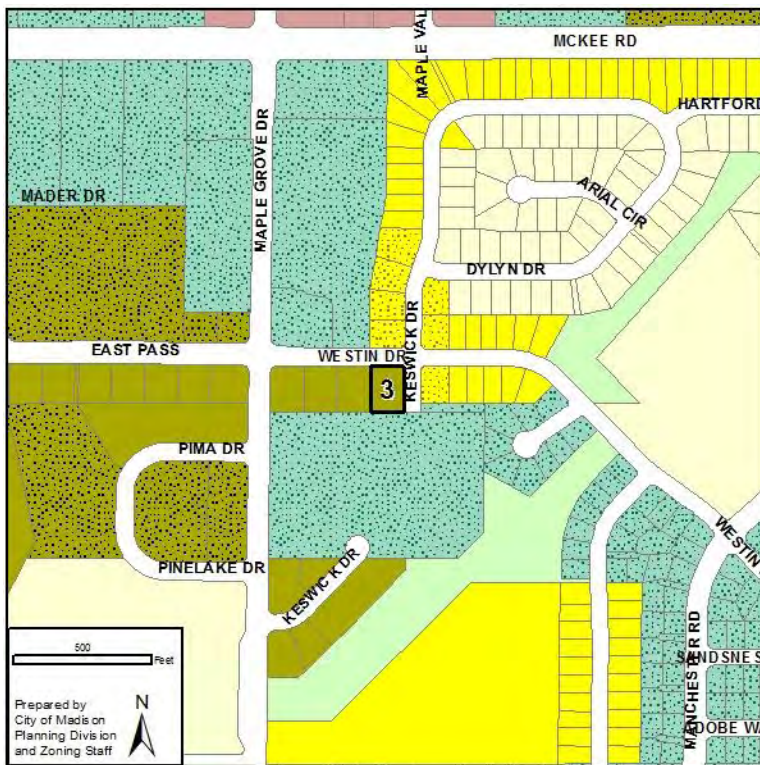 MCKEE RD
MAPLE VAL
HARTFORD
MAPLE GROVE DR
MADER DR
ARIAL CIR
DYLYN DR
KESWICK DR
EAST PASS
WESTIN DR
3
PIMA DR
PINELAKE DR
KESWICK DR
WESTIN
MANCHESTER RD
SANDSNE S
ADOBE WA
500
Feet
Prepared by
City of Madison
Planning Division
and Zoning Staff
N